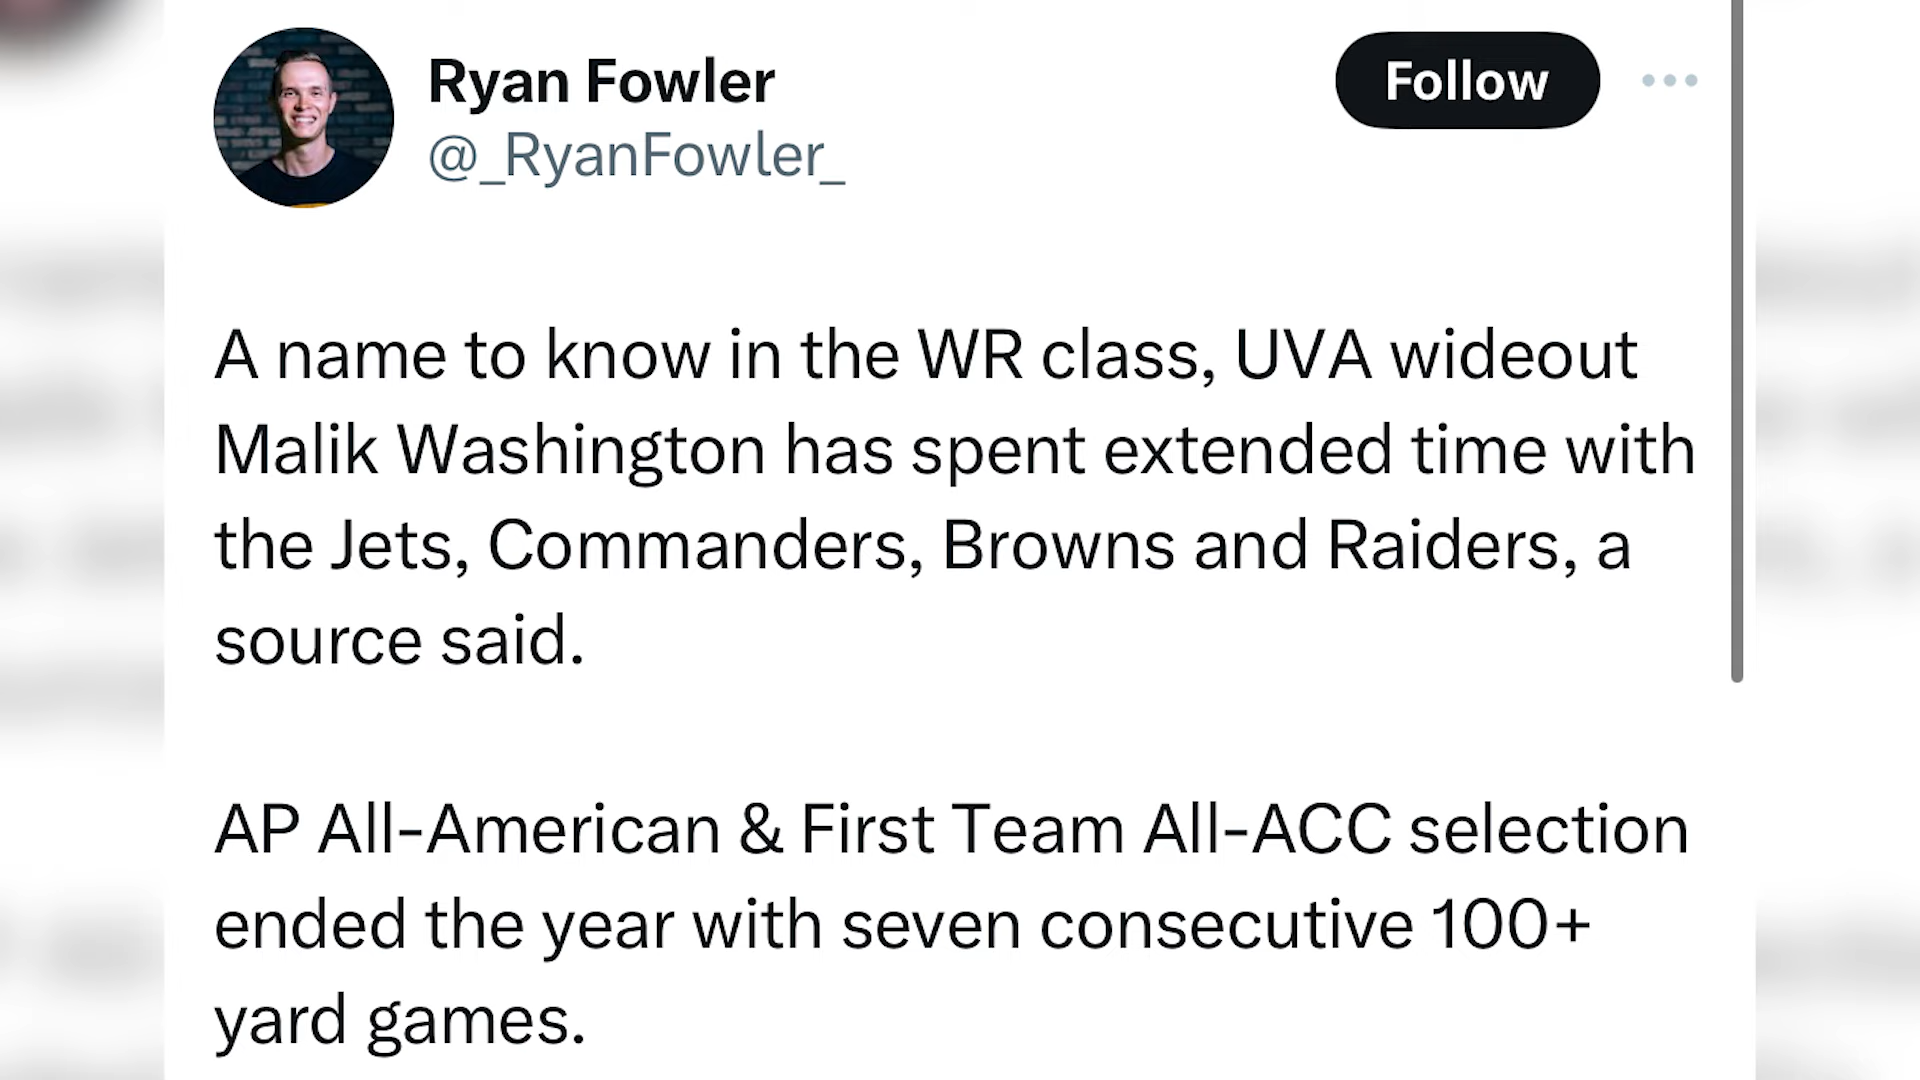 Ryan Fowler
@_RyanFowler_
Follow
A name to know in the WR class, UVA wideout
Malik Washington has spent extended time with
the Jets, Commanders, Browns and Raiders, a
source said.
AP All-American & First Team All-ACC selection
ended the year with seven consecutive 100+
yard games.